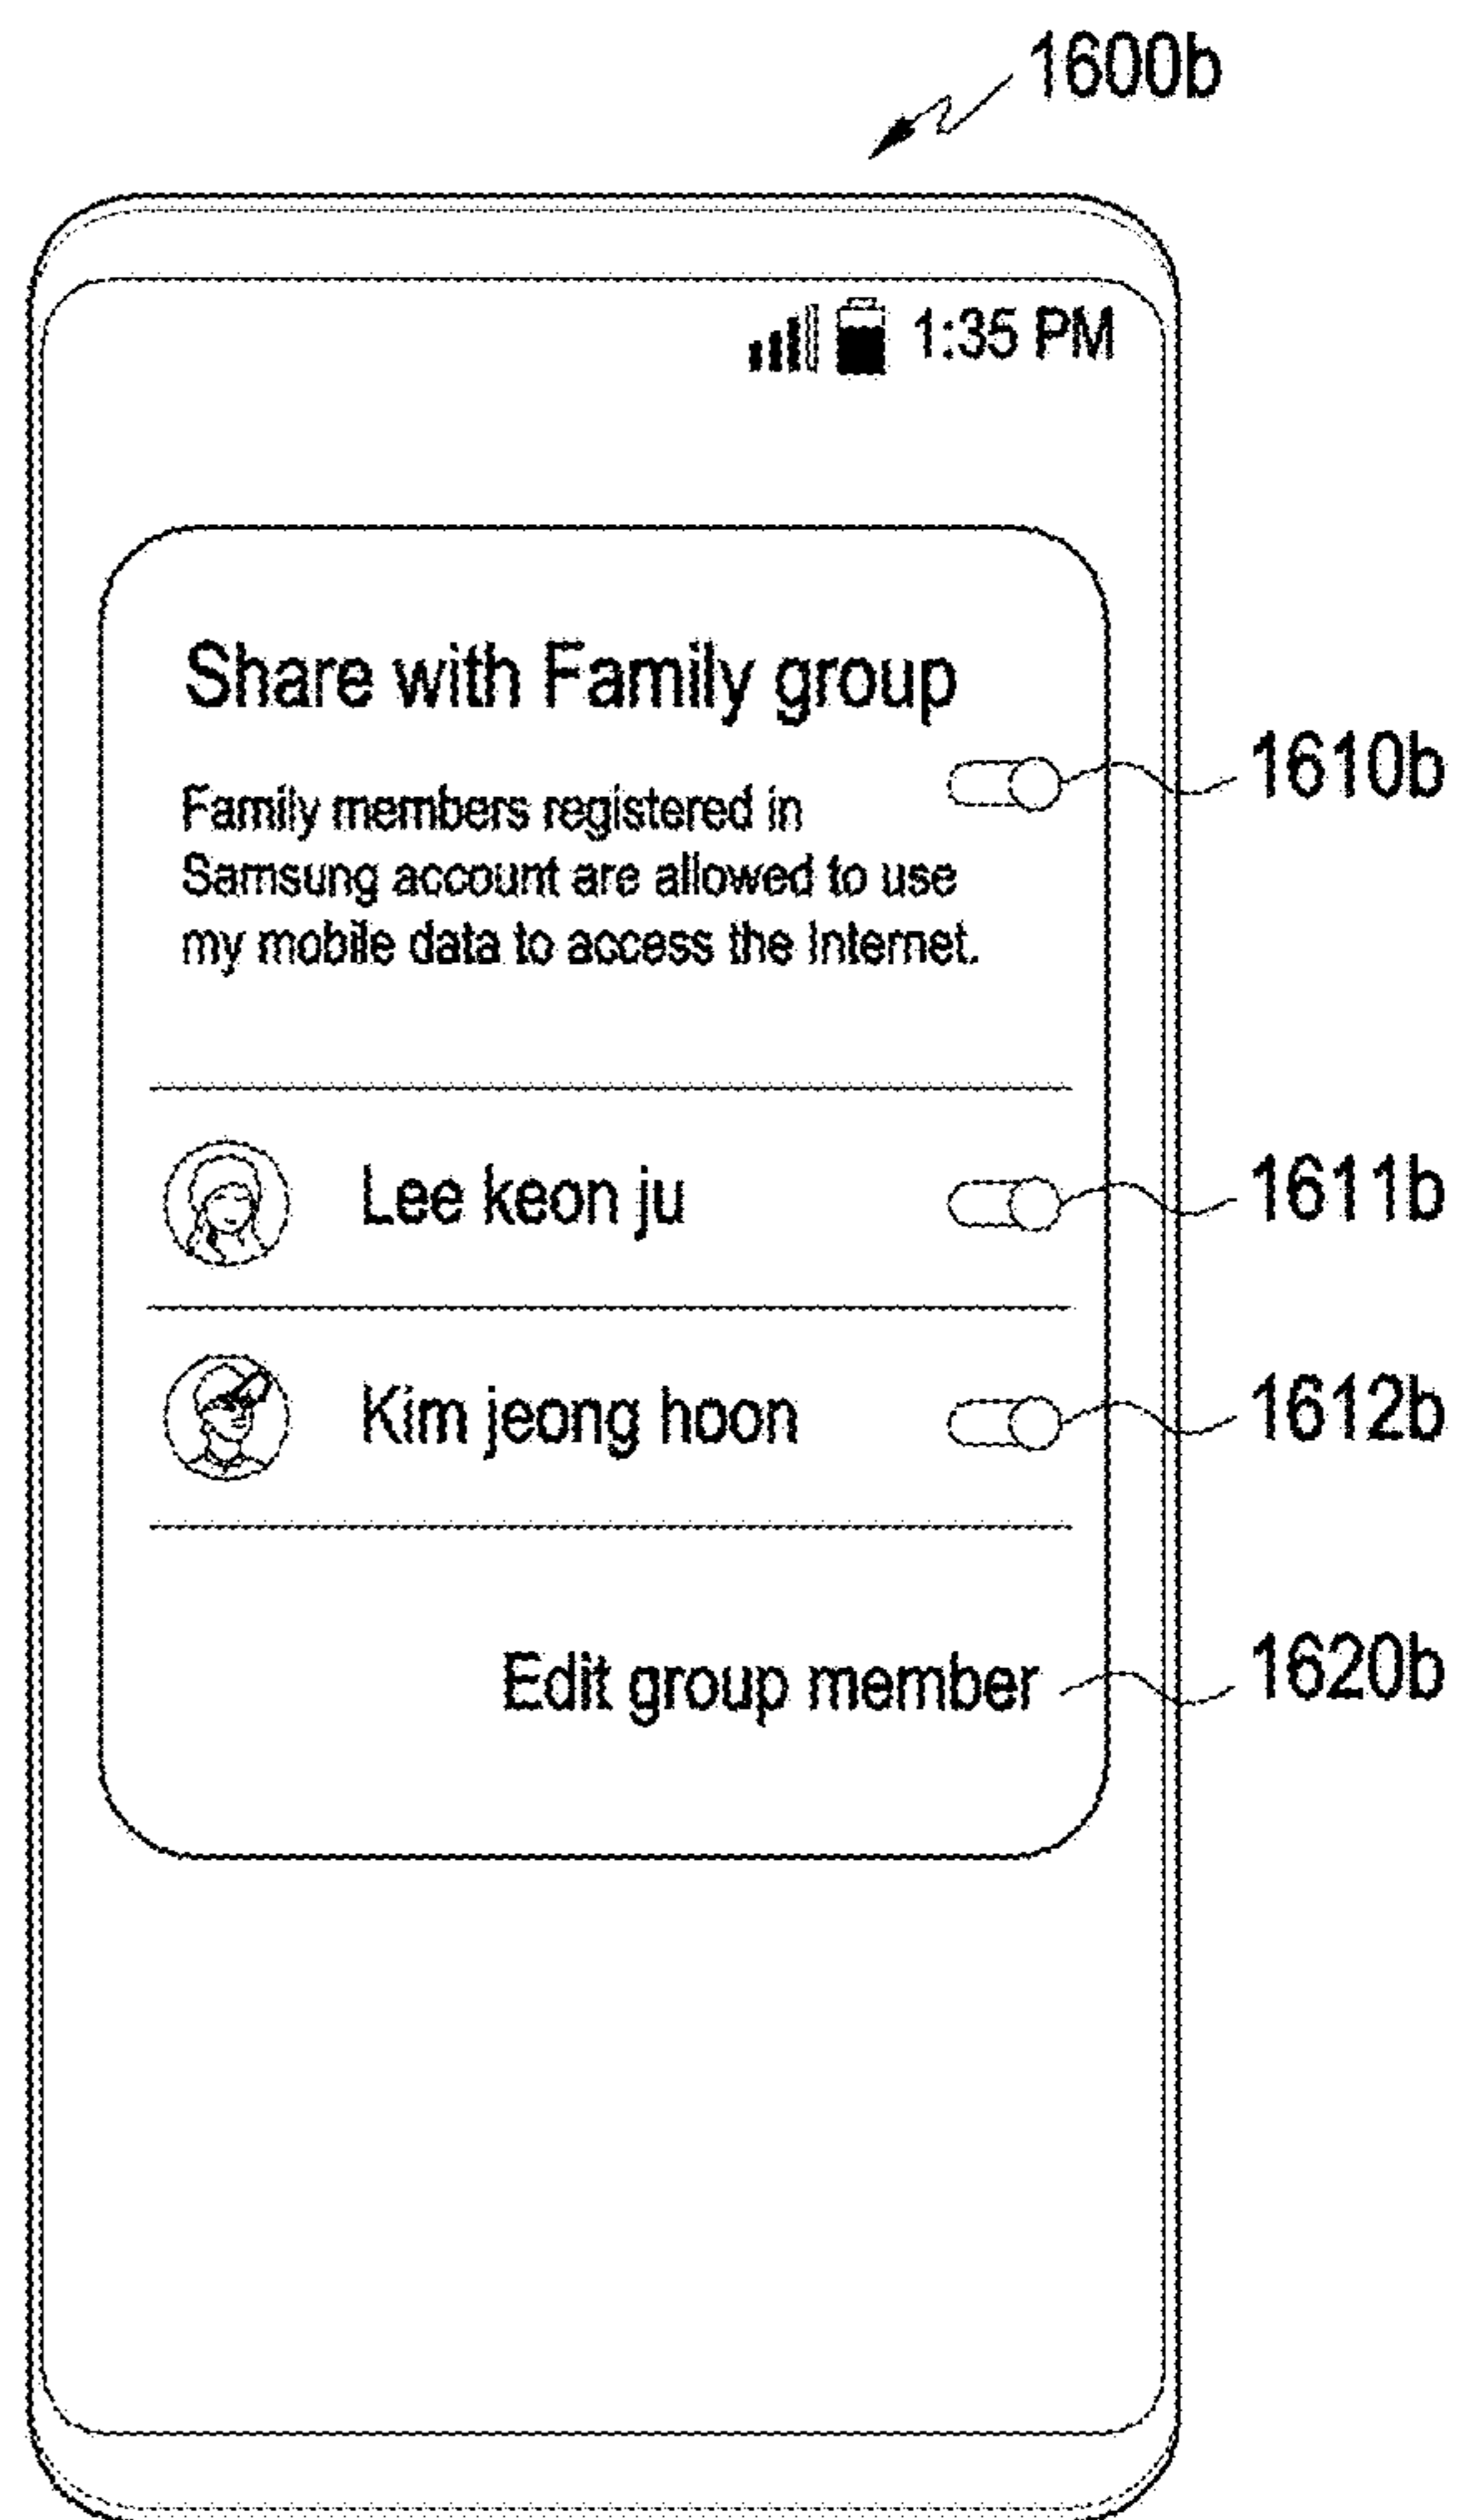 1600b
1:35 PM
Share with Family group
1610b
Family members registered in
Samsung account are allowed to use
my mobile data to access the Internet.
Lee keon ju
1611b
Kim jeong hoon
1612b
Edit group member
1620b